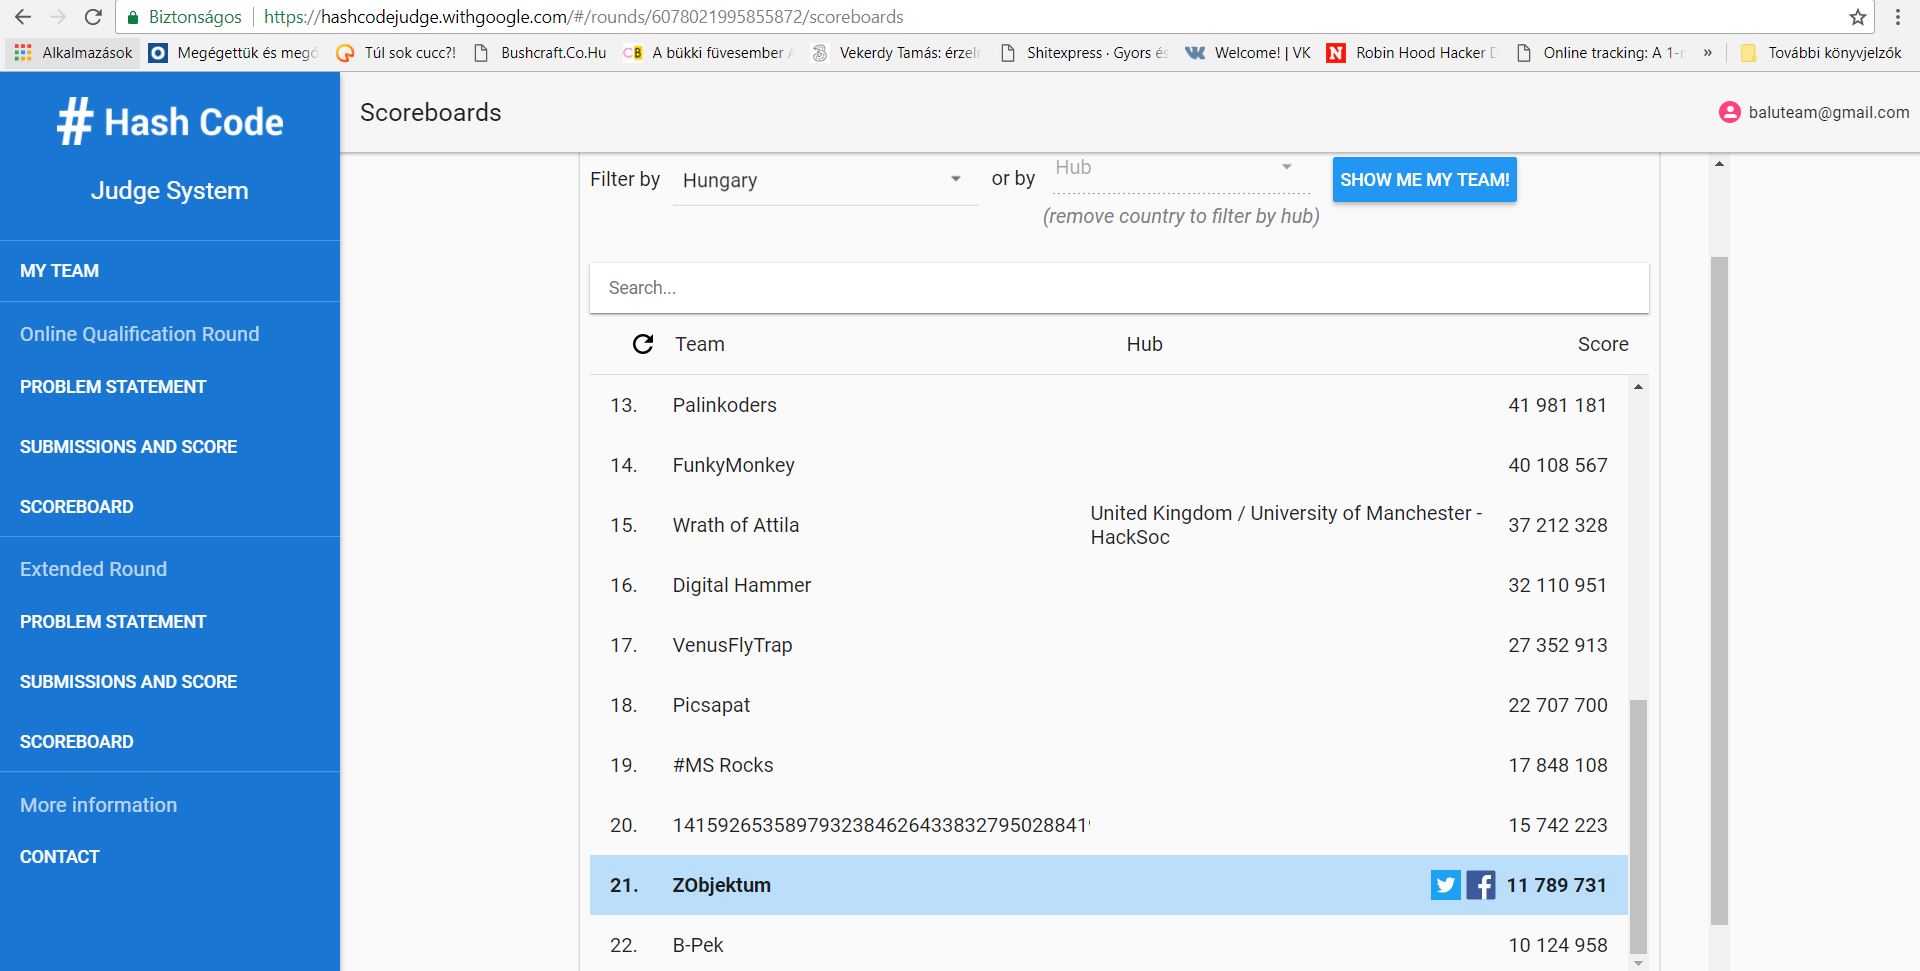 Biztonságos https://hashcodejudge.withgoogle.com/#/rounds/6078021995855872/scoreboards
Alkalmazások Megégettük és megó Túl sok cucc?! Bushcraft.Co.Hu A bükki füvesember Vekerdy Tamás: érzel Shitexpress · Gyors és Welcome! | VK Robin Hood Hacker Online tracking: A 1- » További könyvjelzők
# Hash Code
Judge System
MY TEAM
Online Qualification Round
PROBLEM STATEMENT
SUBMISSIONS AND SCORE
SCOREBOARD
Extended Round
PROBLEM STATEMENT
SUBMISSIONS AND SCORE
SCOREBOARD
More information
CONTACT
Scoreboards
baluteam@gmail.com
Filter by Hungary or by Hub SHOW ME MY TEAM!
(remove country to filter by hub)
Search...
Team Hub Score
13. Palinkoders 41 981 181
14. FunkyMonkey 40 108 567
15. Wrath of Attila United Kingdom / University of Manchester - HackSoc 37 212 328
16. Digital Hammer 32 110 951
17. VenusFlyTrap 27 352 913
18. Picsapat 22 707 700
19. #MS Rocks 17 848 108
20. 14159265358979323846264338327950288419 15 742 223
21. ZObjektum 11 789 731
22. B-Pek 10 124 958